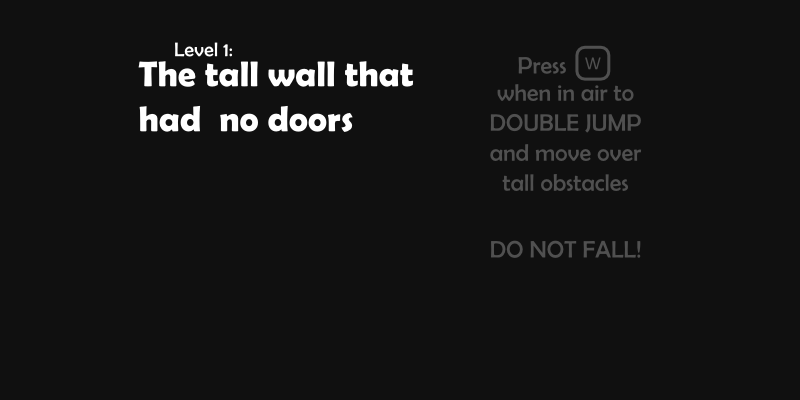 Level 1:
The tall wall that
had  no doors
Press W
when in air to
DOUBLE JUMP
and move over
tall obstacles
DO NOT FALL!